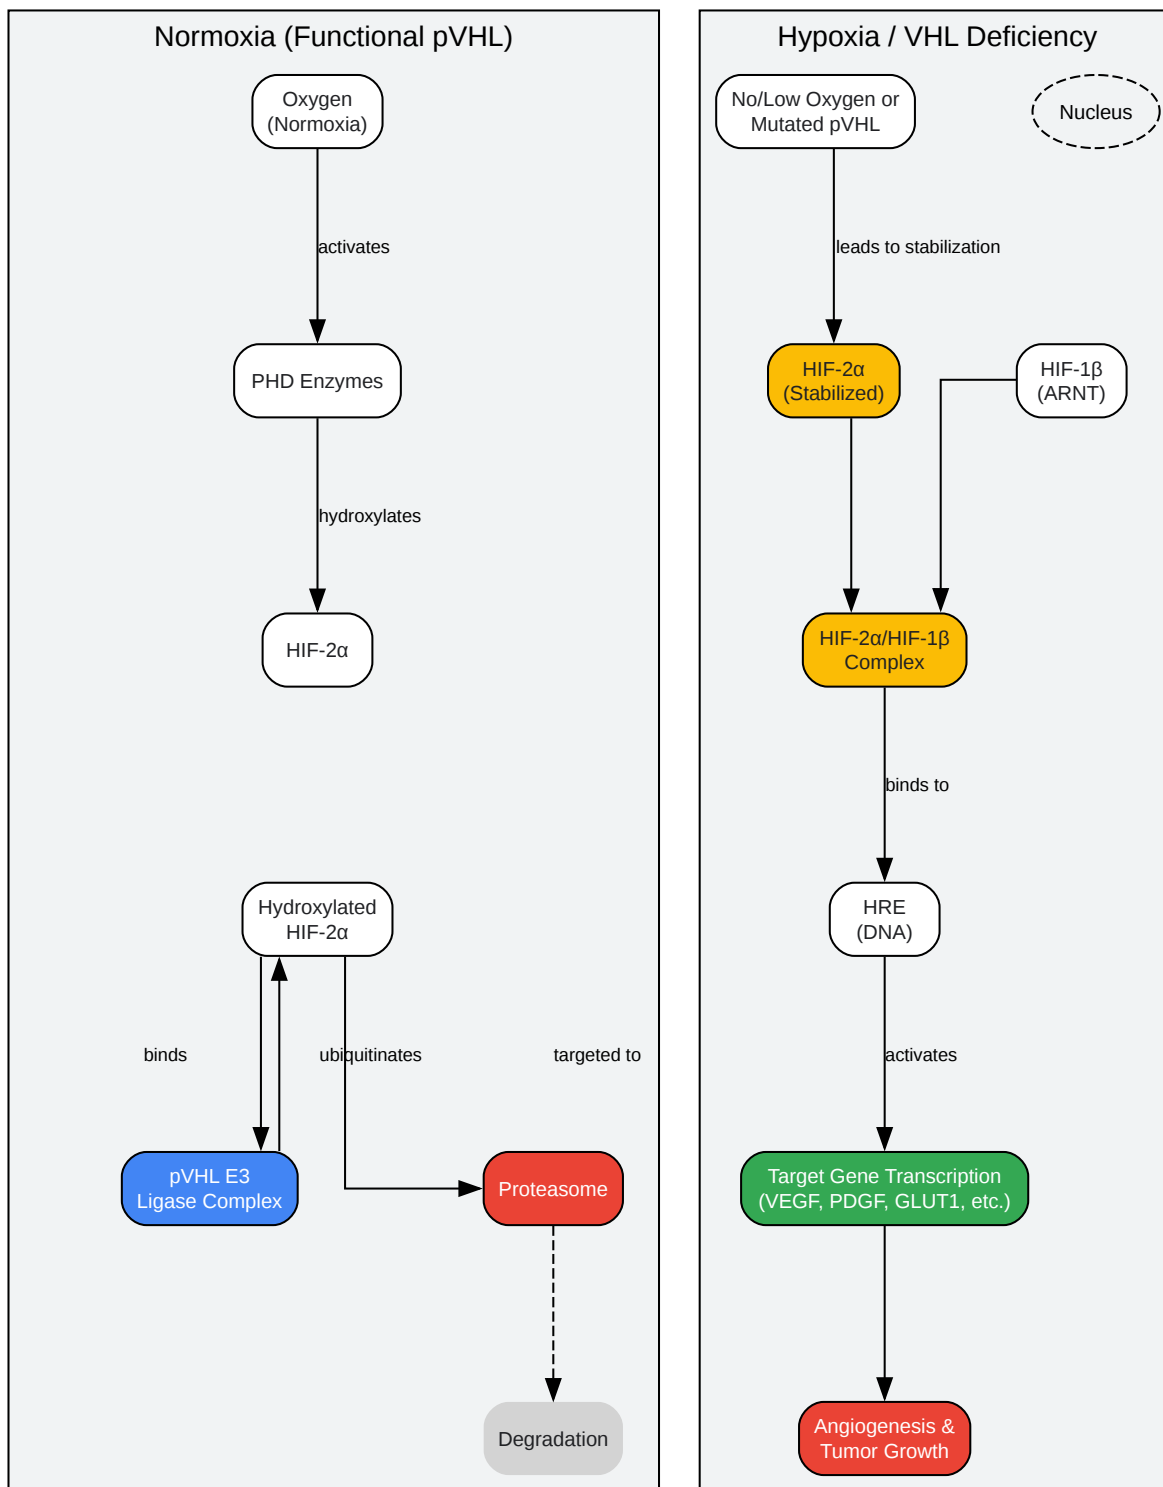 Normoxia (Functional pVHL)
Oxygen
(Normoxia)
activates
PHD Enzymes
hydroxylates
HIF-2α
Hydroxylated
HIF-2α
binds
ubiquitinates
targeted to
pVHL E3
Ligase Complex
Proteasome
Degradation
Hypoxia / VHL Deficiency
No/Low Oxygen or
Mutated pVHL
Nucleus
leads to stabilization
HIF-2α
(Stabilized)
HIF-1β
(ARNT)
HIF-2α/HIF-1β
Complex
binds to
HRE
(DNA)
activates
Target Gene Transcription
(VEGF, PDGF, GLUT1, etc.)
Angiogenesis &
Tumor Growth